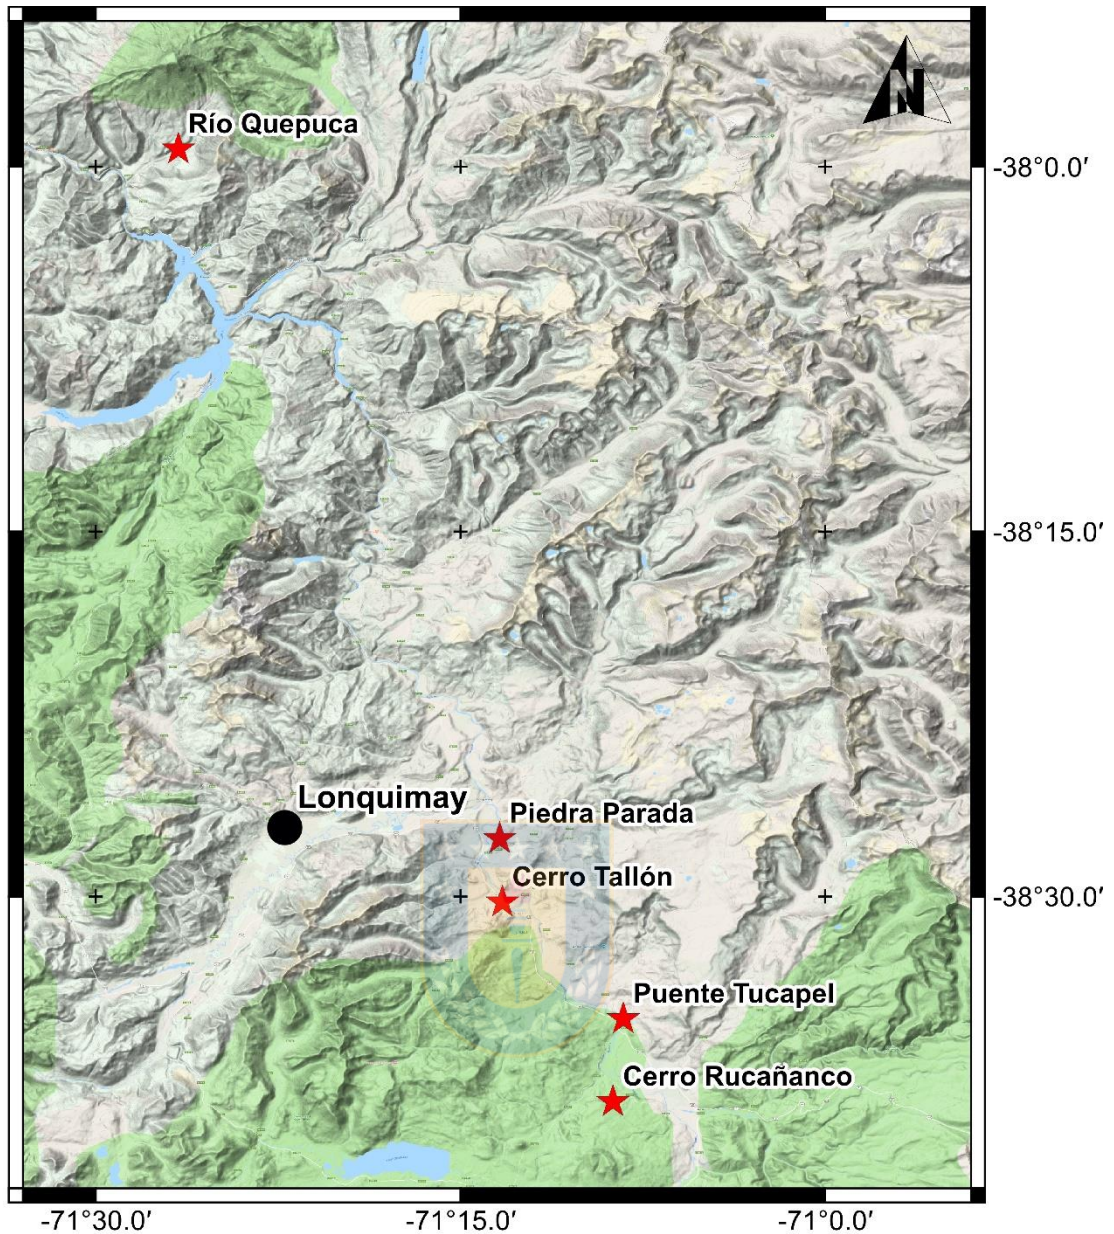 N
Río Quepuca
-38°0.0′
-38°15.0′
Lonquimay
Piedra Parada
Cerro Tallón
-38°30.0′
Puente Tucapel
Cerro Rucañanco
-71°30.0′
-71°15.0′
-71°0.0′